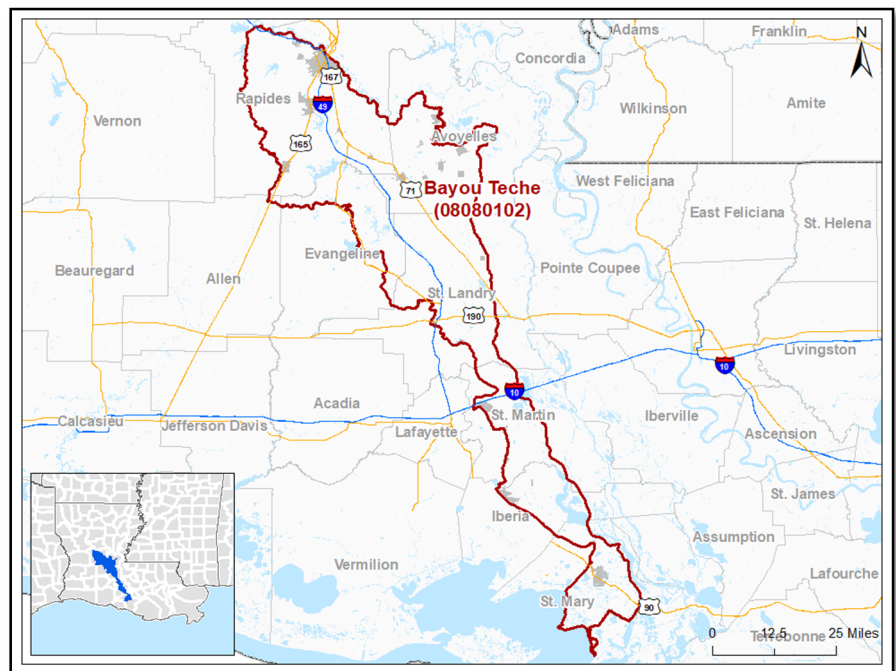 Adams
Franklin
N
Concordia
167
Rapides
49
Wilkinson
Amite
Vernon
Avoyelles
165
71
Bayou Teche
(08080102)
West Feliciana
East Feliciana
St. Helena
Evangeline
Pointe Coupee
Beauregard
Allen
St. Landry
190
Livingston
10
10
Acadia
St. Martin
Iberville
Calcasieu
Jefferson Davis
Lafayette
Ascension
St. James
Iberia
Assumption
Vermilion
Lafourche
St. Mary
90
Terrebonne
0 12.5 25 Miles